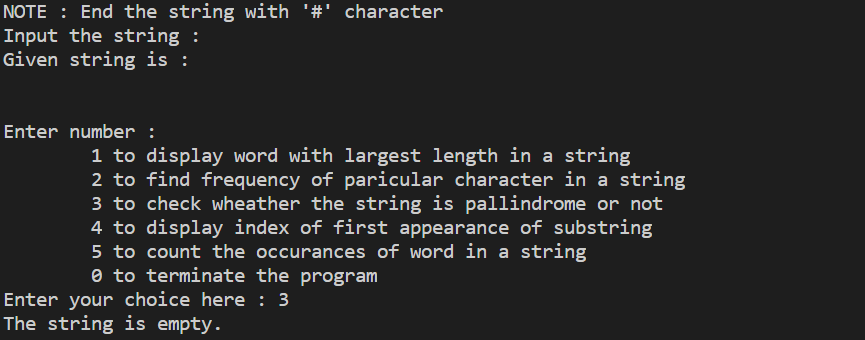 NOTE : End the string with '#' character
Input the string :
Given string is :
Enter number :
1 to display word with largest length in a string
2 to find frequency of paricular character in a string
3 to check wheather the string is pallindrome or not
4 to display index of first appearance of substring
5 to count the occurances of word in a string
0 to terminate the program
Enter your choice here : 3
The string is empty.